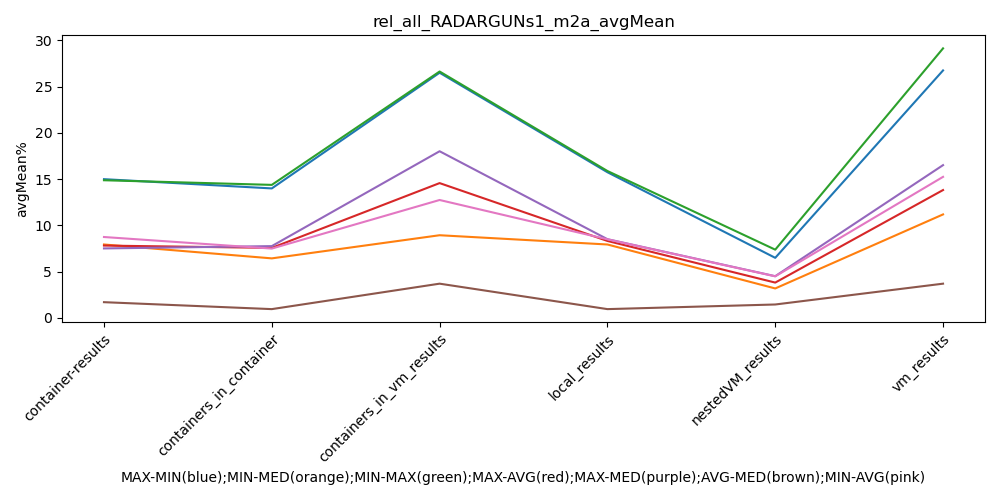 rel_all_RADARGUNs1_m2a_avgMean
avgMean%
30
25
20
15
10
5
0
container-results
containers_in_container
containers_in_vm_results
local_results
nestedVM_results
vm_results
MAX-MIN(blue);MIN-MED(orange);MIN-MAX(green);MAX-AVG(red);MAX-MED(purple);AVG-MED(brown);MIN-AVG(pink)